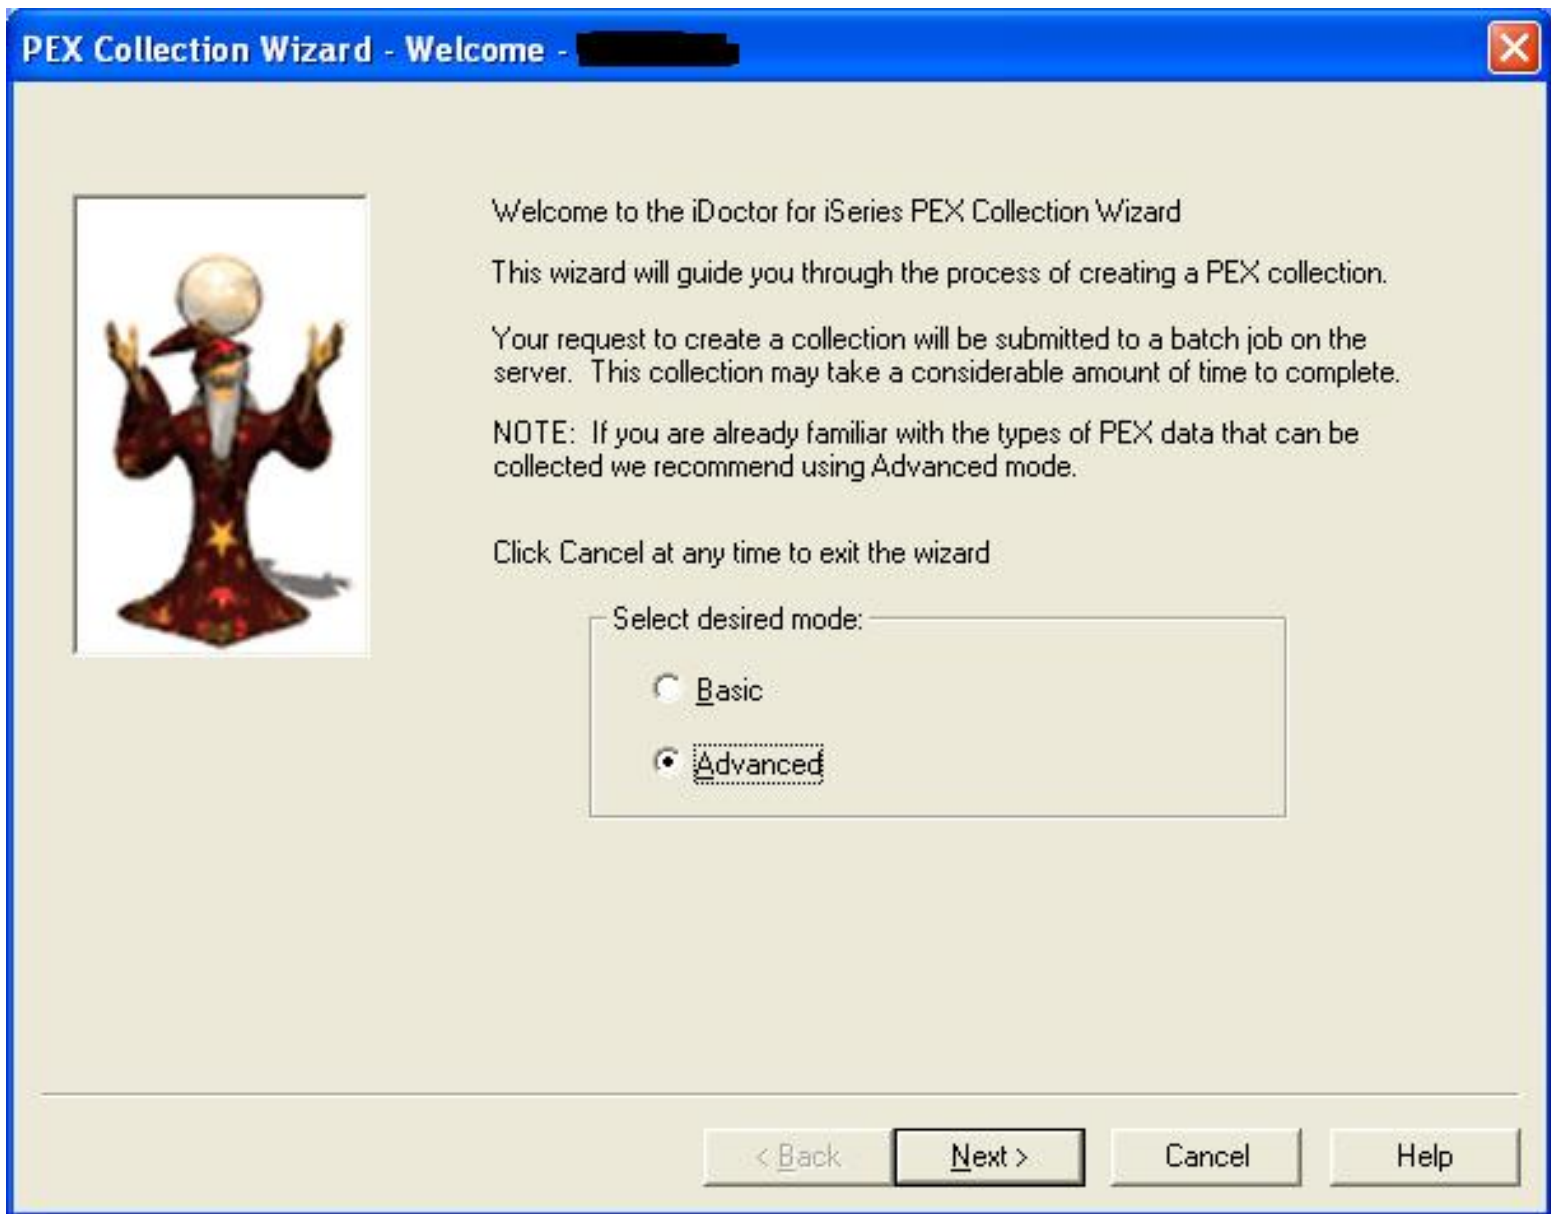 PEX Collection Wizard - Welcome -
Welcome to the iDoctor for iSeries PEX Collection Wizard
This wizard will guide you through the process of creating a PEX collection.
Your request to create a collection will be submitted to a batch job on the
server.  This collection may take a considerable amount of time to complete.
NOTE:  If you are already familiar with the types of PEX data that can be
collected we recommend using Advanced mode.
Click Cancel at any time to exit the wizard
Select desired mode:
Basic
Advanced
< Back Next > Cancel Help